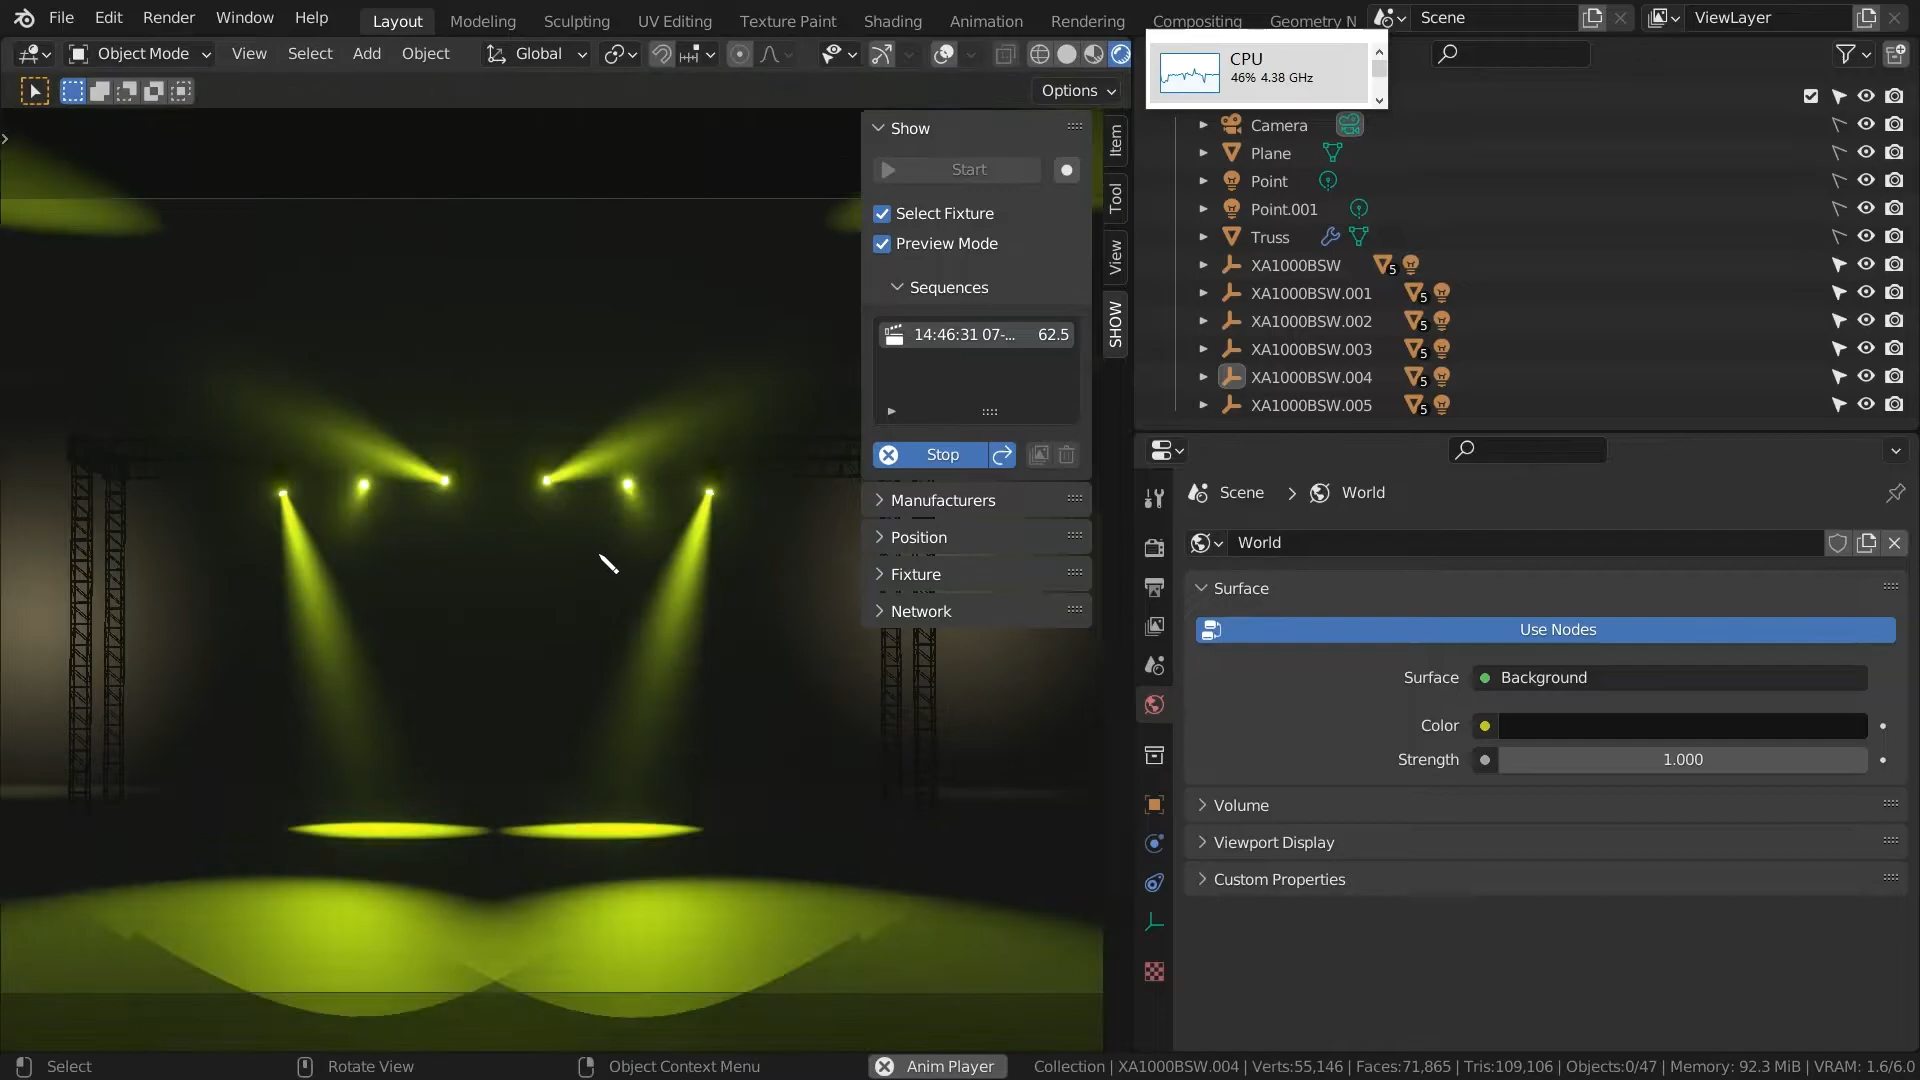 File Edit Render Window Help
Layout Modeling Sculpting UV Editing Texture Paint Shading Animation Rendering Compositing Geometry N
Scene
ViewLayer
Object Mode View Select Add Object Global
Options
CPU
46% 4.38 GHz
Show
Start
Select Fixture
Preview Mode
Sequences
14:46:31 07-... 62.5
Stop
Manufacturers
Position
Fixture
Network
Item
Tool
View
SHOW
Camera
Plane
Point
Point.001
Truss
XA1000BSW 5
XA1000BSW.001 5
XA1000BSW.002 5
XA1000BSW.003 5
XA1000BSW.004 5
XA1000BSW.005 5
Scene > World
World
Surface
Use Nodes
Surface Background
Color
Strength 1.000
Volume
Viewport Display
Custom Properties
Select Rotate View Object Context Menu Anim Player Collection | XA1000BSW.004 | Verts:55,146 | Faces:71,865 | Tris:109,106 | Objects:0/47 | Memory: 92.3 MiB | VRAM: 1.6/6.0